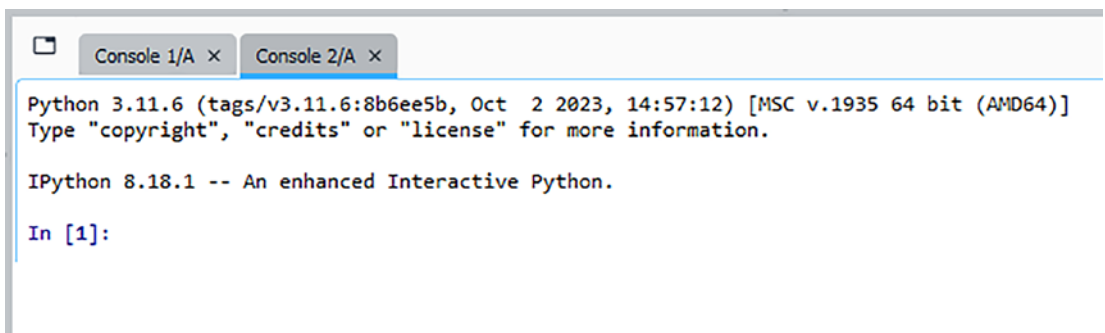 Console 1/A × Console 2/A ×
Python 3.11.6 (tags/v3.11.6:8b6ee5b, Oct  2 2023, 14:57:12) [MSC v.1935 64 bit (AMD64)]
Type "copyright", "credits" or "license" for more information.
IPython 8.18.1 -- An enhanced Interactive Python.
In [1]: